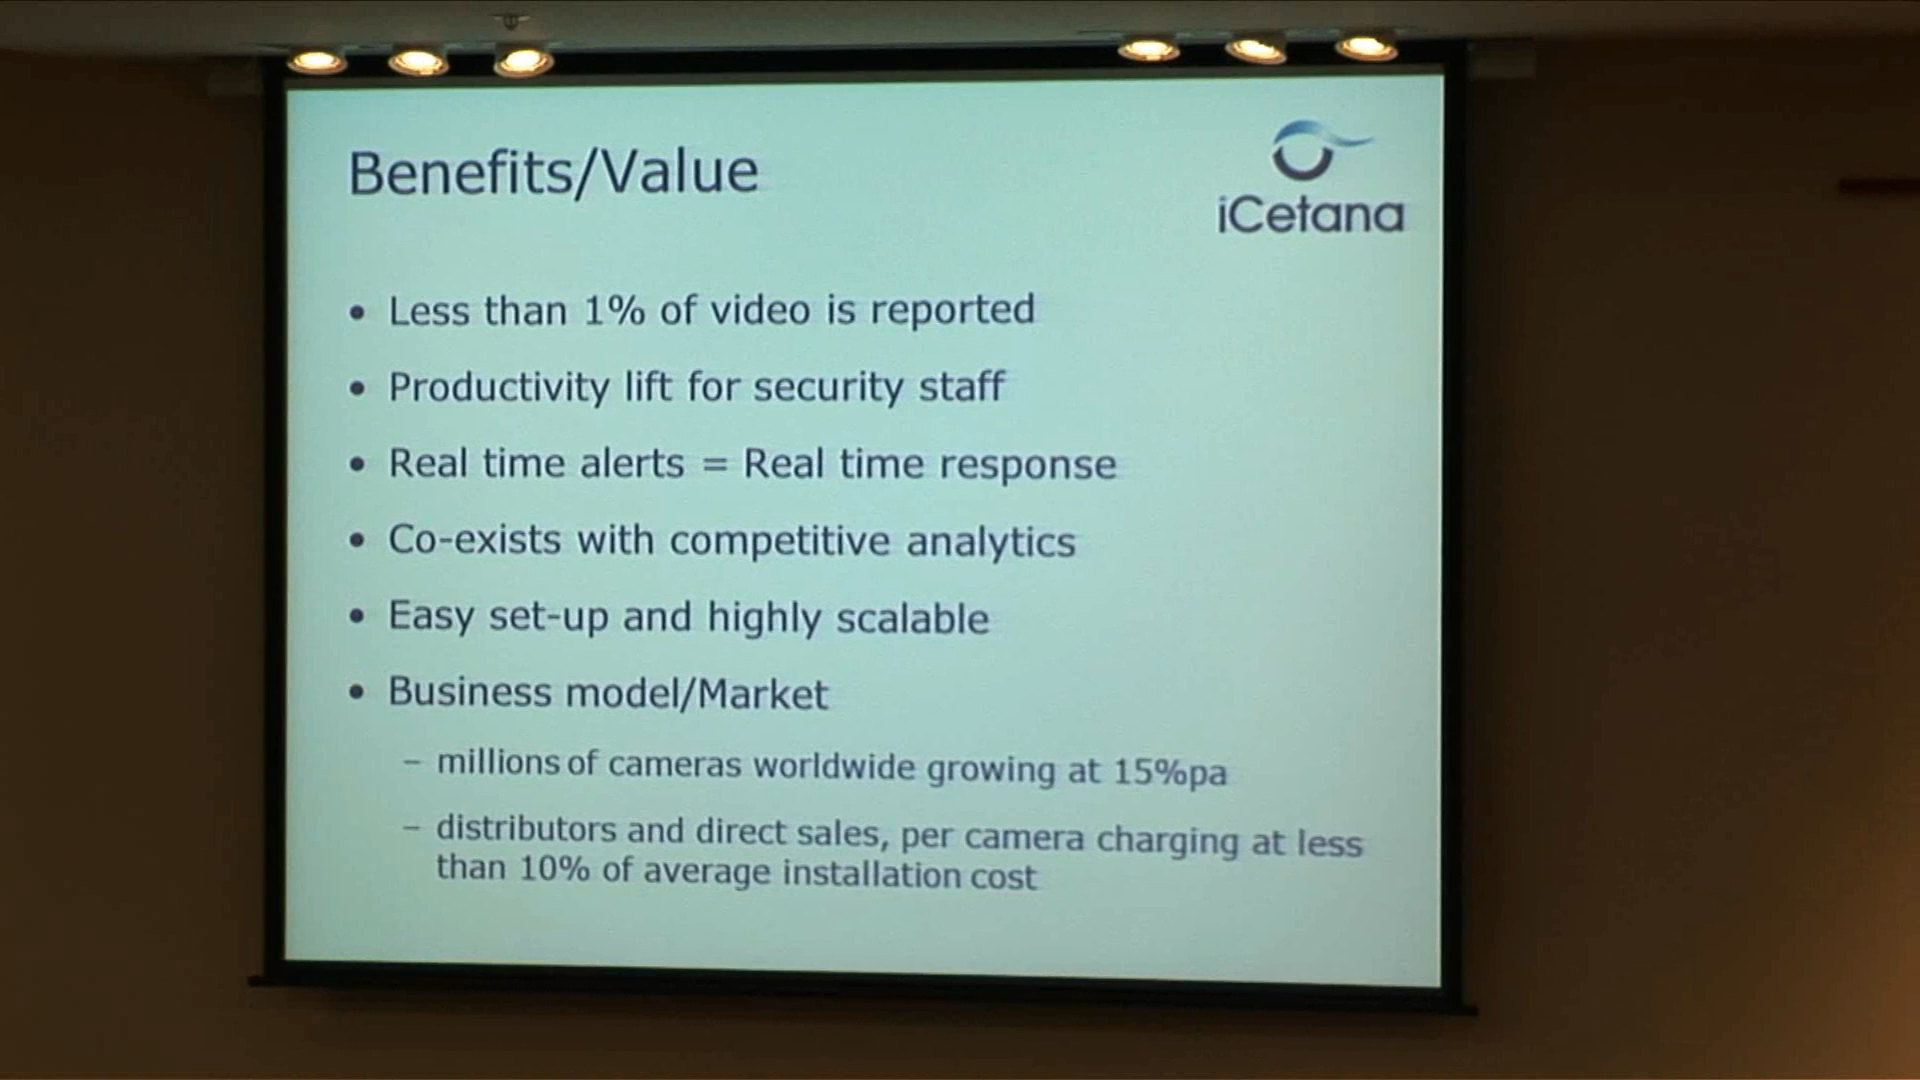 Benefits/Value
iCetana
• Less than 1% of video is reported
• Productivity lift for security staff
• Real time alerts = Real time response
• Co-exists with competitive analytics
• Easy set-up and highly scalable
• Business model/Market
– millions of cameras worldwide growing at 15%pa
– distributors and direct sales, per camera charging at less
than 10% of average installation cost